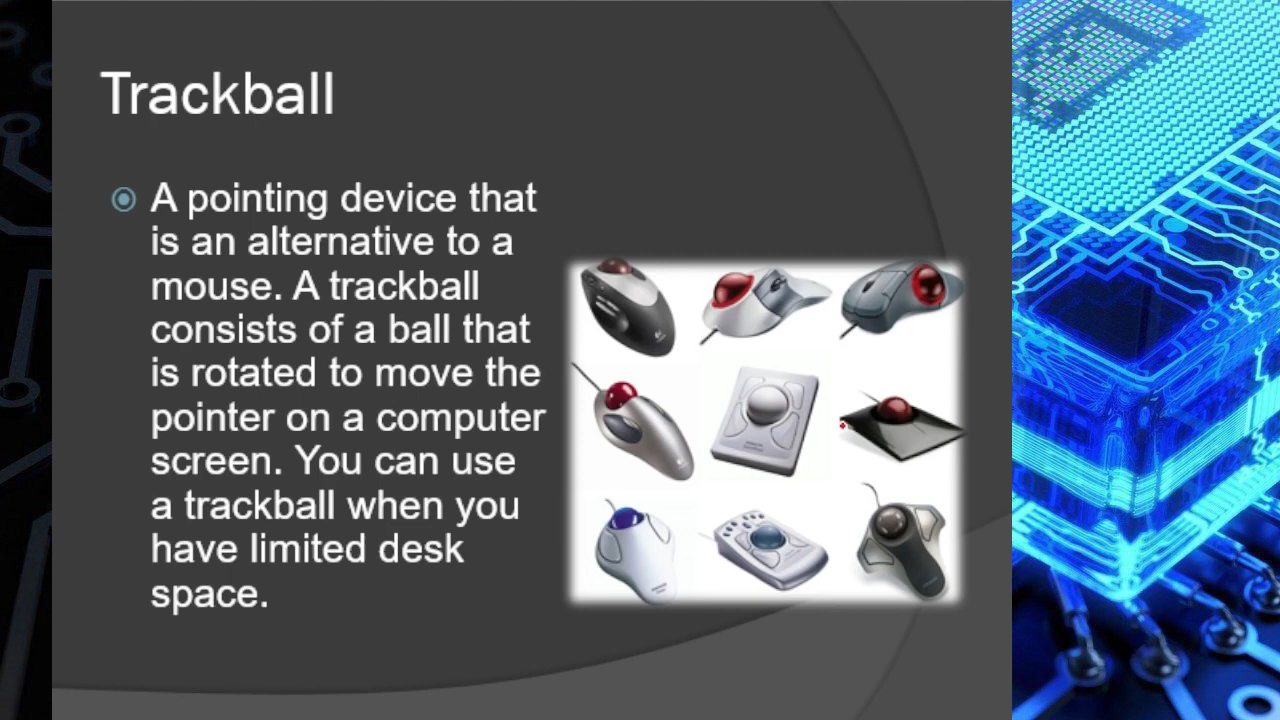 Trackball
A pointing device that
is an alternative to a
mouse. A trackball
consists of a ball that
is rotated to move the
pointer on a computer
screen. You can use
a trackball when you
have limited desk
space.